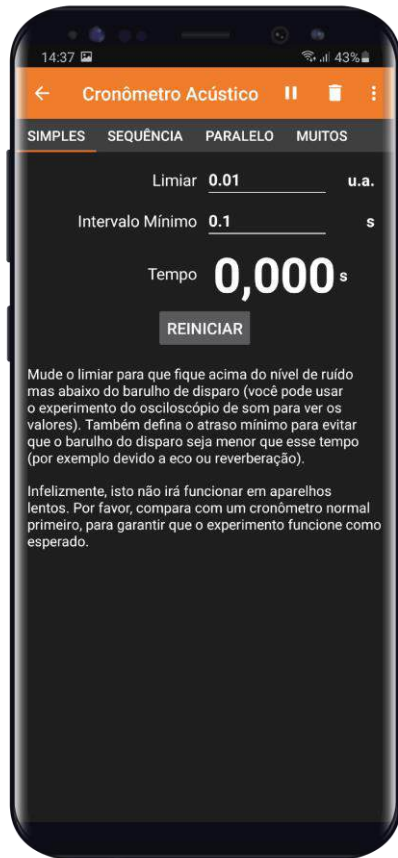 14:37 43%
Cronômetro Acústico
SIMPLES SEQUÊNCIA PARALELO MUITOS
Limiar 0.01 u.a.
Intervalo Mínimo 0.1 s
Tempo 0,000 s
REINICIAR
Mude o limiar para que fique acima do nível de ruído
mas abaixo do barulho de disparo (você pode usar
o experimento do osciloscópio de som para ver os
valores). Também defina o atraso mínimo para evitar
que o barulho do disparo seja menor que esse tempo
(por exemplo devido a eco ou reverberação).
Infelizmente, isto não irá funcionar em aparelhos
lentos. Por favor, compara com um cronômetro normal
primeiro, para garantir que o experimento funcione como
esperado.